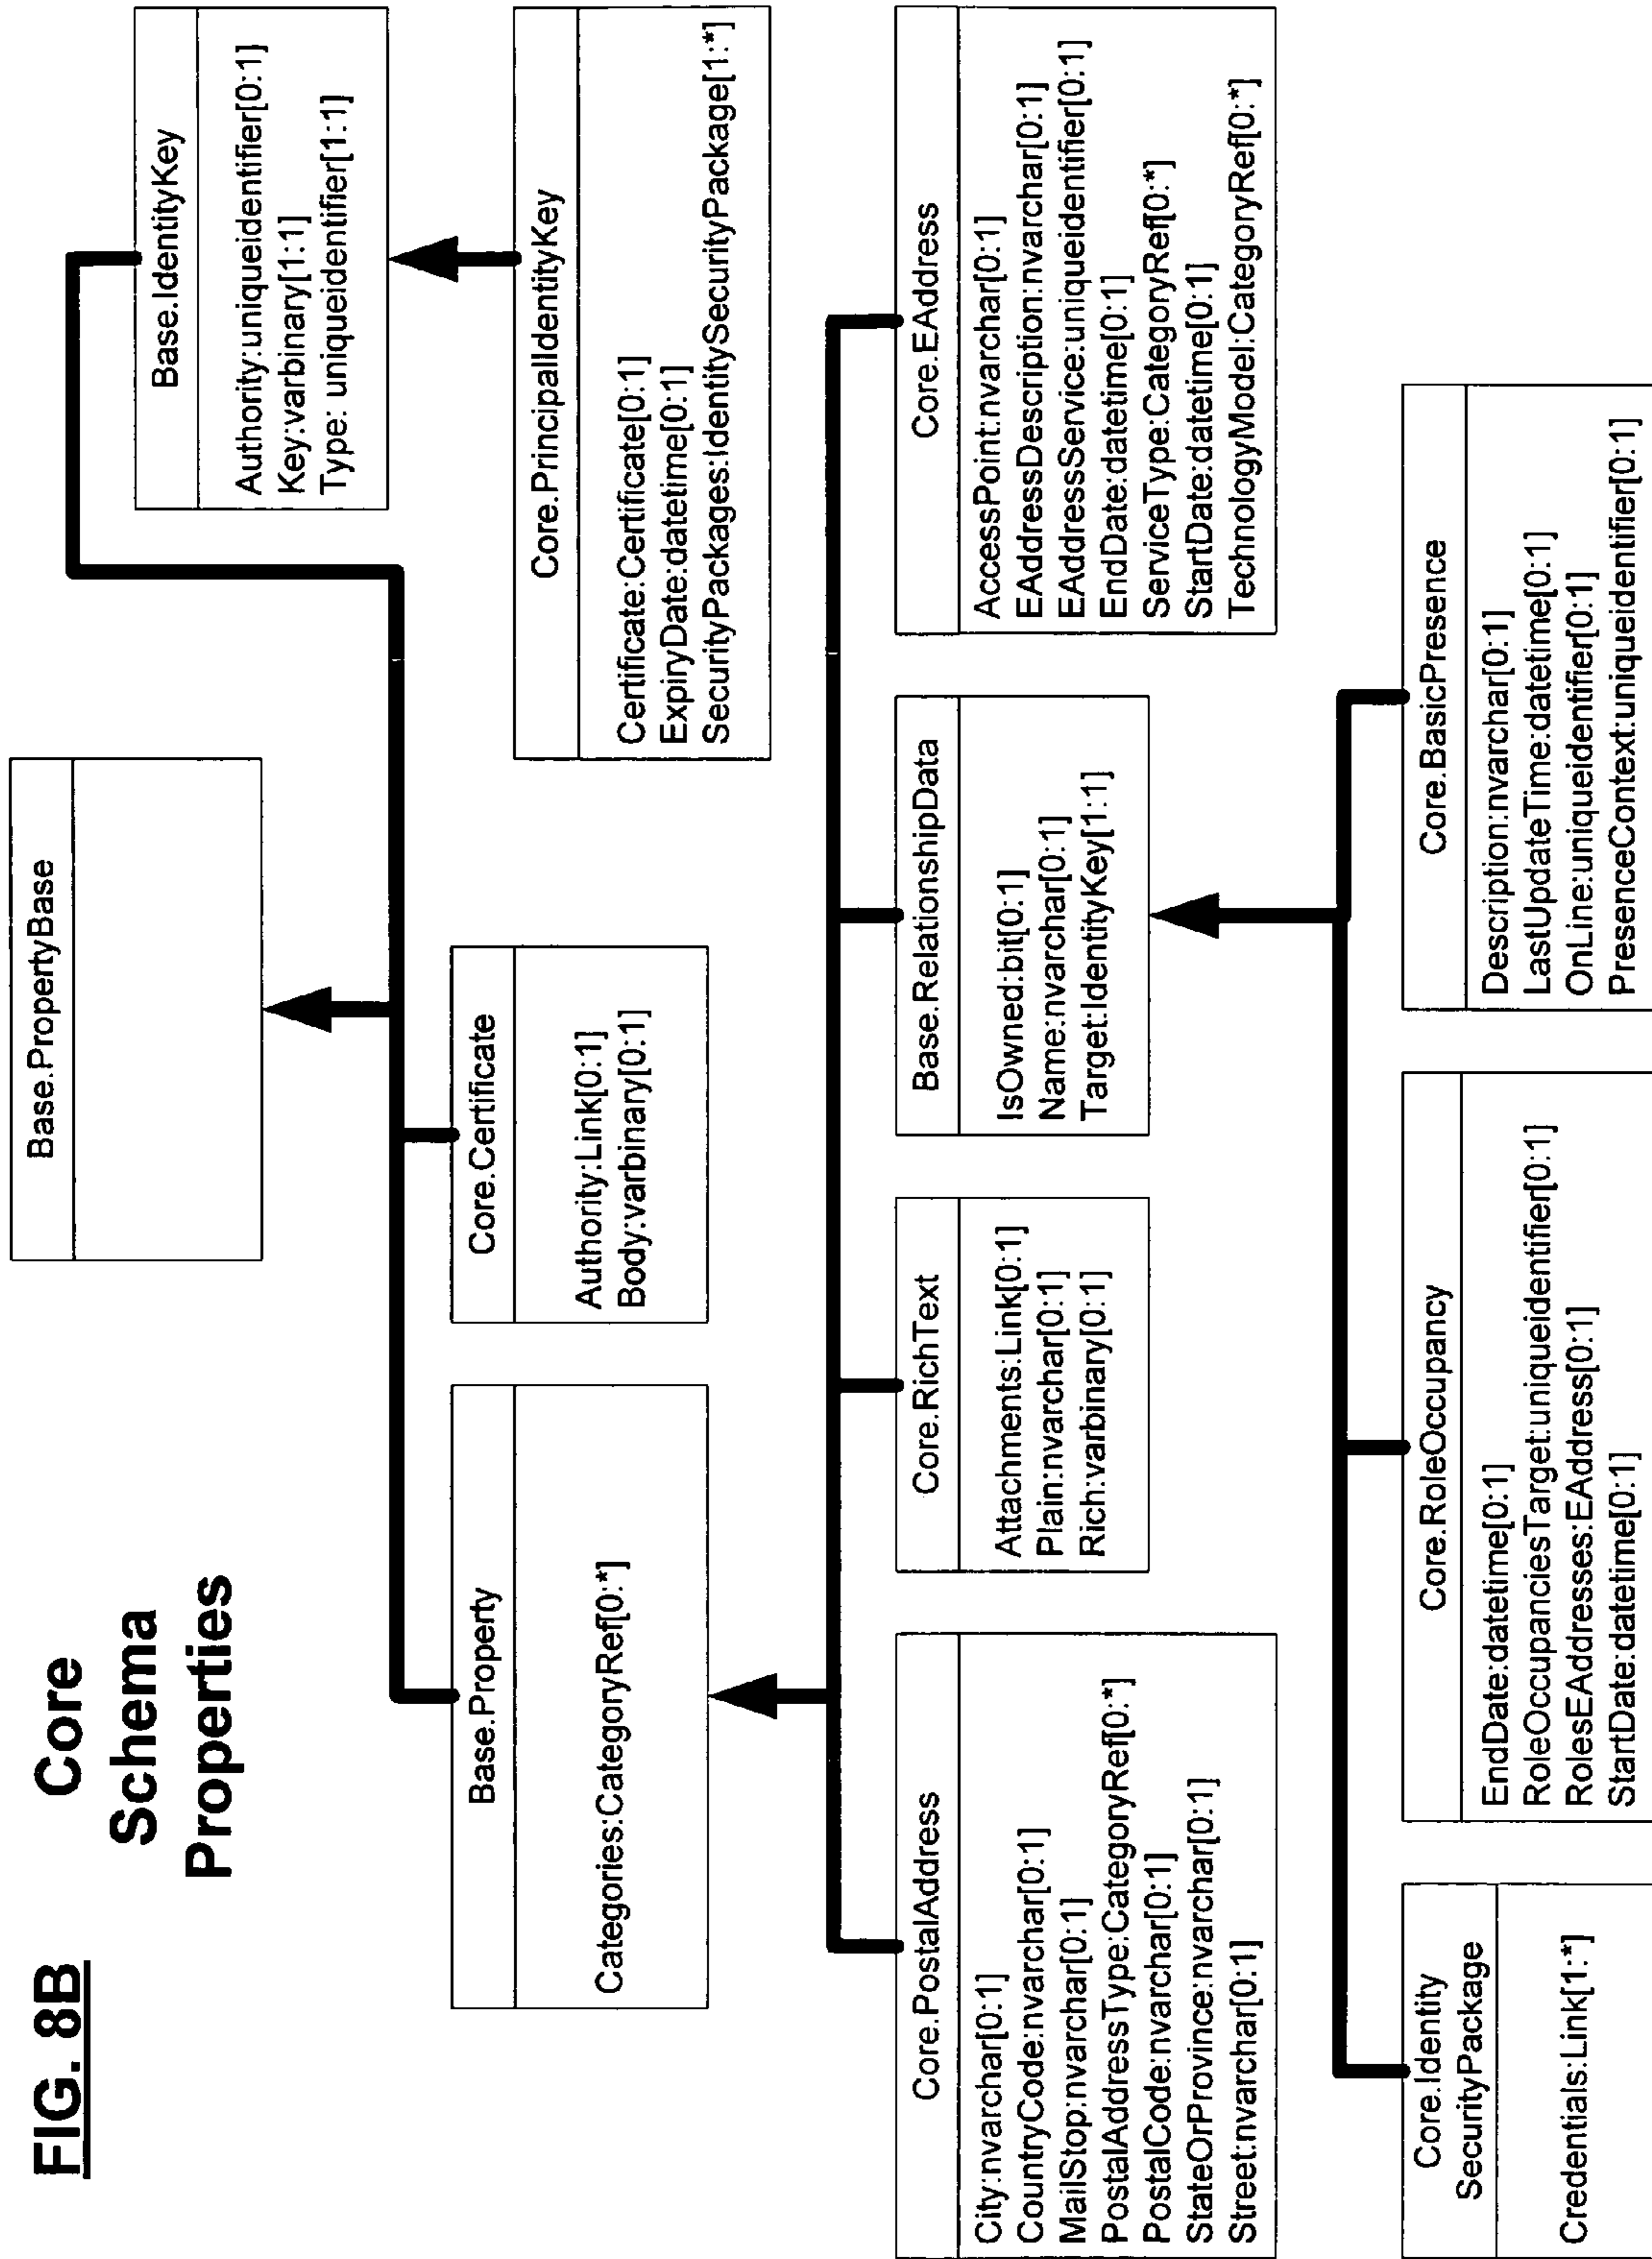 FIG. 8B
Core
Schema
Properties
Base.PropertyBase
Base.IdentityKey
Authority:uniqueidentifier[0:1]
Key:varbinary[1:1]
Type: uniqueidentifier[1:1]
Base.Property
Categories:CategoryRef[0:*]
Core.Certificate
Authority:Link[0:1]
Body:varbinary[0:1]
Core.PrincipalIdentityKey
Certificate:Certificate[0:1]
ExpiryDate:datetime[0:1]
SecurityPackages:IdentitySecurityPackage[1:*]
Core.PostalAddress
City:nvarchar[0:1]
CountryCode:nvarchar[0:1]
MailStop:nvarchar[0:1]
PostalAddressType:CategoryRef[0:*]
PostalCode:nvarchar[0:1]
StateOrProvince:nvarchar[0:1]
Street:nvarchar[0:1]
Core.RichText
Attachments:Link[0:1]
Plain:nvarchar[0:1]
Rich:varbinary[0:1]
Base.RelationshipData
IsOwned:bit[0:1]
Name:nvarchar[0:1]
Target:IdentityKey[1:1]
Core.EAddress
AccessPoint:nvarchar[0:1]
EAddressDescription:nvarchar[0:1]
EAddressService:uniqueidentifier[0:1]
EndDate:datetime[0:1]
ServiceType:CategoryRef[0:*]
StartDate:datetime[0:1]
TechnologyModel:CategoryRef[0:*]
Core.Identity
SecurityPackage
Credentials:Link[1:*]
Core.RoleOccupancy
EndDate:datetime[0:1]
RoleOccupanciesTarget:uniqueidentifier[0:1]
RolesEAddresses:EAddress[0:1]
StartDate:datetime[0:1]
Core.BasicPresence
Description:nvarchar[0:1]
LastUpdateTime:datetime[0:1]
OnLine:uniqueidentifier[0:1]
PresenceContext:uniqueidentifier[0:1]